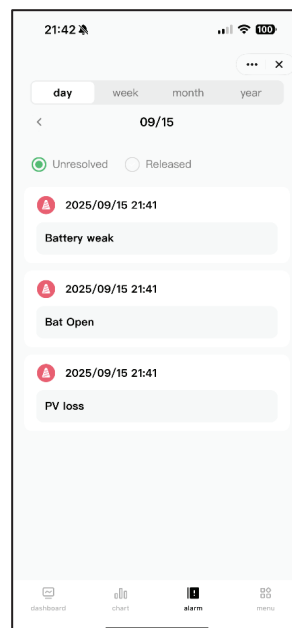 21:42
100
day week month year
09/15
Unresolved Released
2025/09/15 21:41
Battery weak
2025/09/15 21:41
Bat Open
2025/09/15 21:41
PV loss
dashboard chart alarm menu